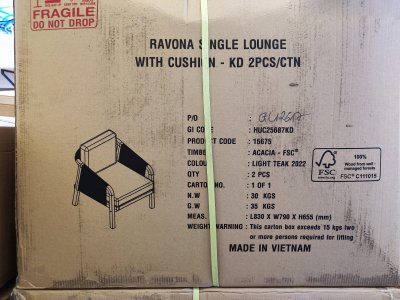 FRAGILE
DO NOT DROP
RAVONA SINGLE LOUNGE
WITH CUSHION - KD 2PCS/CTN
P/O :
GI CODE : HUC25687KD
PRODUCT CODE : 15675
TIMBE : ACACIA - FSC®
COLOU : LIGHT TEAK 2022
QTY : 2 PCS
CARTON NO. : 1 OF 1
N.W : 30 KGS
G.W : 35 KGS
MEAS. : L830 X W790 X H655 (mm)
WEIGHT WARNING : This carton box exceeds 15 kgs two
or more persons required for lifting
MADE IN VIETNAM
FSC
100%
Wood from well-
managed forests
FSC® C111015